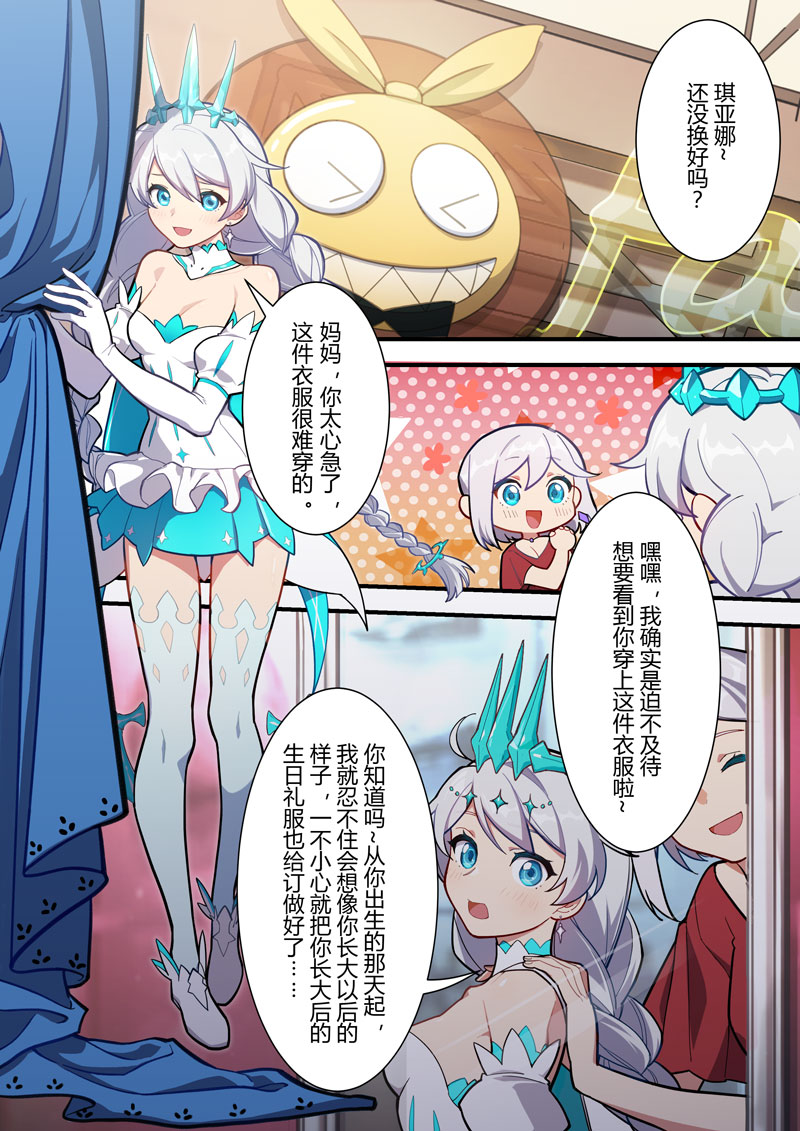 琪亚娜~
还没换好吗？
妈妈，你太心急了，
这件衣服很难穿的。
嘿嘿，我确实是迫不及待
想要看到你穿上这件衣服啦~
你知道吗~从你出生的那天起，
我就忍不住会想像你长大以后的
样子，一不小心就把你长大后的
生日礼服也给订做好了……